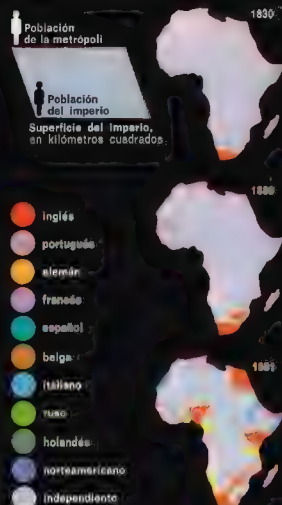 Población
de la metrópoli
Población
del imperio
Superficie del imperio,
en kilómetros cuadrados
1830
inglés
portugués
alemán
francés
español
belga
italiano
ruso
holandés
norteamericano
independiente